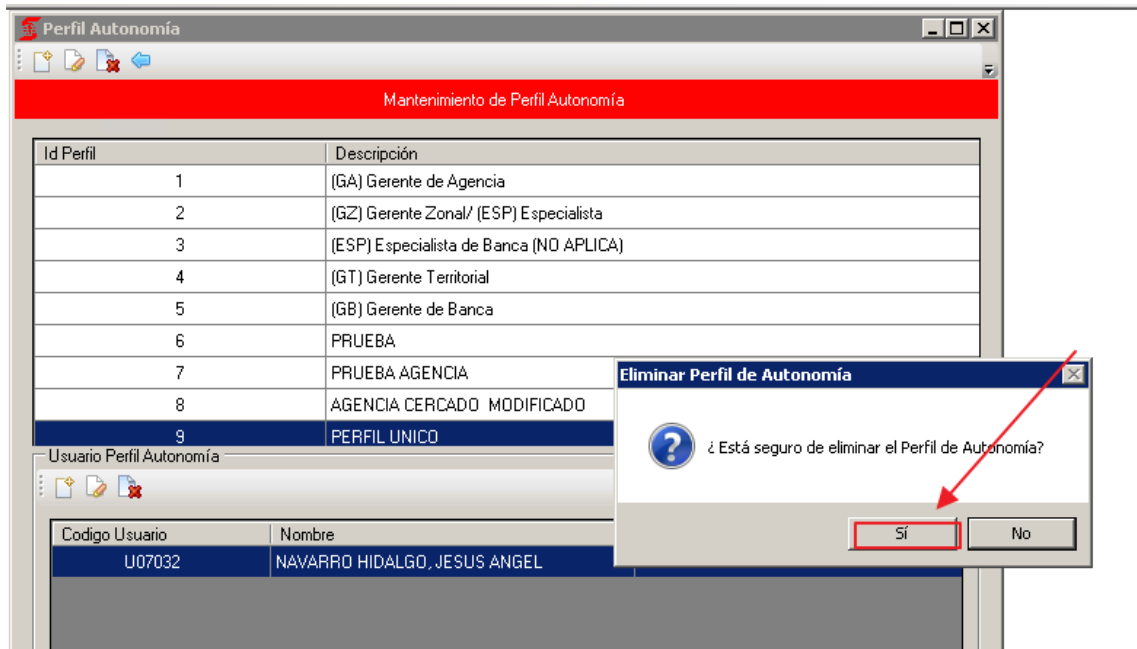 Perfil Autonomía
Mantenimiento de Perfil Autonomía
Id Perfil Descripción
1 (GA) Gerente de Agencia
2 (GZ) Gerente Zonal/ (ESP) Especialista
3 (ESP) Especialista de Banca (NO APLICA)
4 (GT) Gerente Territorial
5 (GB) Gerente de Banca
6 PRUEBA
7 PRUEBA AGENCIA
8 AGENCIA CERCADO MODIFICADO
9 PERFIL UNICO
Eliminar Perfil de Autonomía
¿ Está seguro de eliminar el Perfil de Autonomía?
Sí No
Usuario Perfil Autonomía
Codigo Usuario Nombre
U07032 NAVARRO HIDALGO, JESUS ANGEL